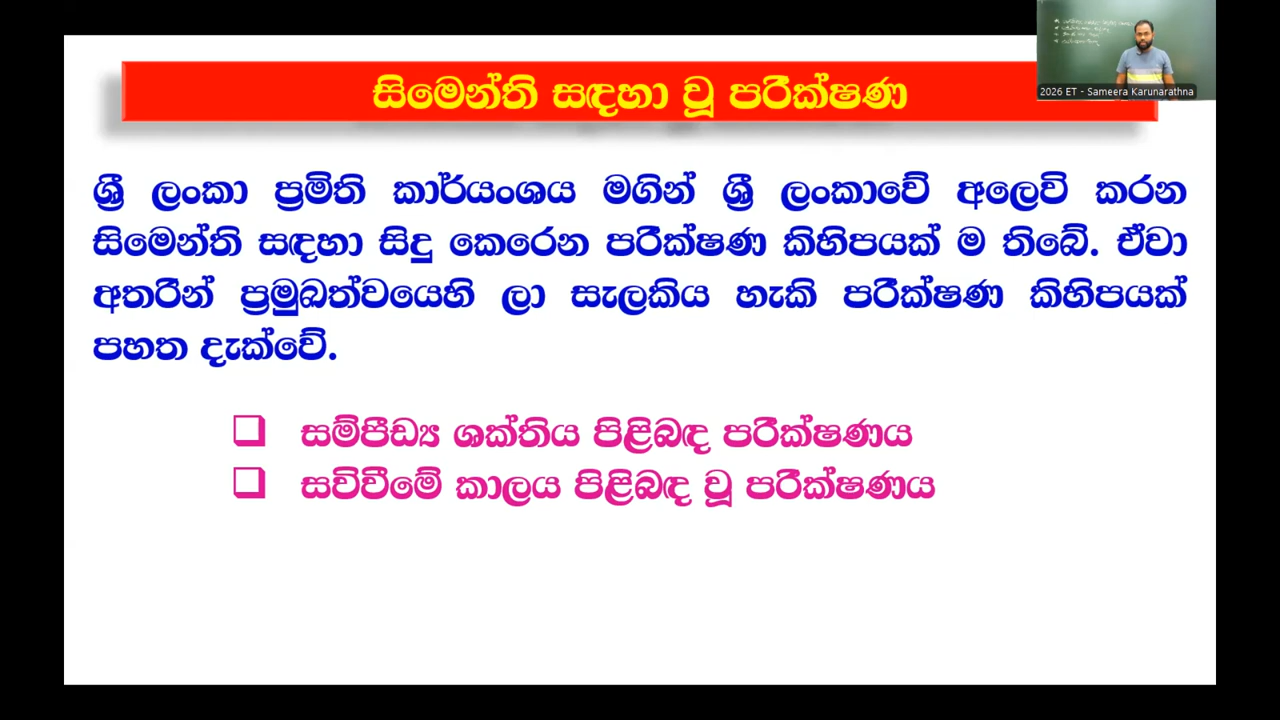 සිමෙන්ති සඳහා වූ පරීක්ෂණ
2026 ET - Sameera Karunarathna
ශ්‍රී ලංකා ප්‍රමිති කාර්යංශය මගින් ශ්‍රී ලංකාවේ අලෙවි කරන
සිමෙන්ති සඳහා සිදු කෙරෙන පරීක්ෂණ කිහිපයක් ම තිබේ. ඒවා
අතරීන් ප්‍රමුඛත්වයෙහි ලා සැලකිය හැකි පරීක්ෂණ කිහිපයක්
පහත දැක්වේ.
❑ සම්පීඩ්‍ය ශක්තිය පිළිබඳ පරීක්ෂණය
❑ සවිවීමේ කාලය පිළිබඳ වූ පරීක්ෂණය